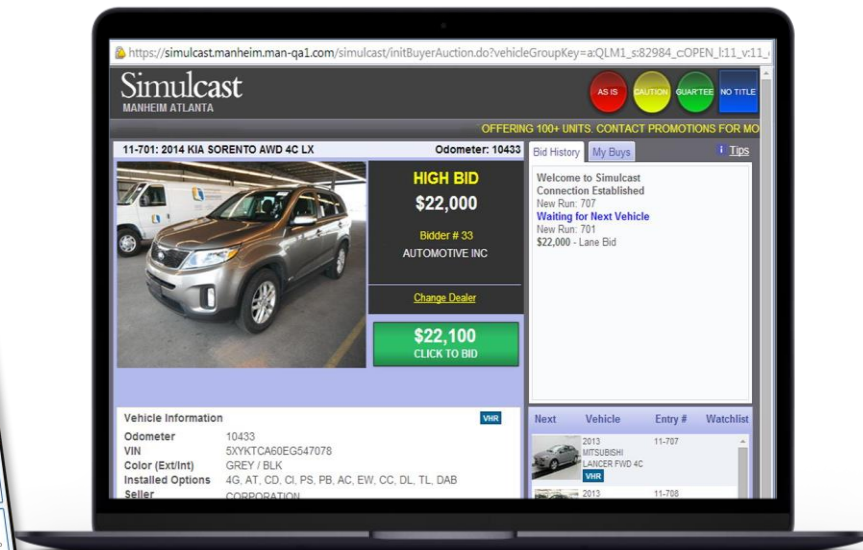 https://simulcast.manheim.man-qa1.com/simulcast/initBuyerAuction.do?vehicleGroupKey=a:QLM1_s:82984_c:OPEN_l:11_v:11_
Simulcast
MANHEIM ATLANTA
AS IS
CAUTION
GUAR'TEE
NO TITLE
OFFERING 100+ UNITS. CONTACT PROMOTIONS FOR MO
11-701: 2014 KIA SORENTO AWD 4C LX
Odometer: 10433
HIGH BID
$22,000
Bidder # 33
AUTOMOTIVE INC
Change Dealer
$22,100
CLICK TO BID
Bid History
My Buys
i Tips
Welcome to Simulcast
Connection Established
New Run: 707
Waiting for Next Vehicle
New Run: 701
$22,000 - Lane Bid
Vehicle Information
VHR
Odometer 10433
VIN 5XYKTCA60EG547078
Color (Ext/Int) GREY / BLK
Installed Options 4G, AT, CD, CI, PS, PB, AC, EW, CC, DL, TL, DAB
Seller CORPORATION
Next Vehicle Entry # Watchlist
2013 11-707
MITSUBISHI
LANCER FWD 4C
VHR
2013 11-708